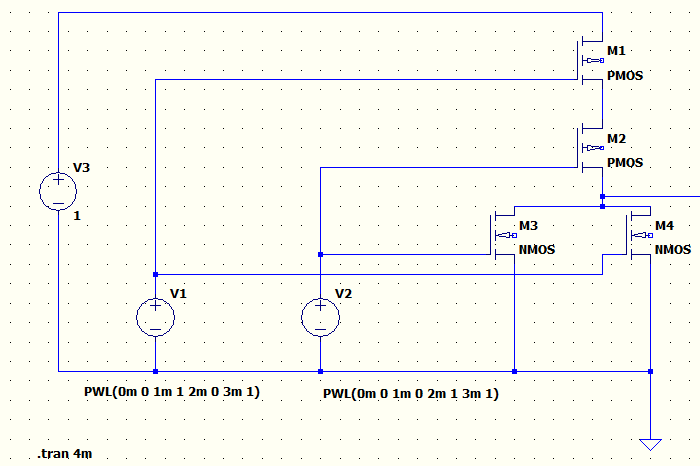 M1
PMOS
M2
PMOS
V3
1
M3
NMOS
M4
NMOS
V1
V2
PWL(0m 0 1m 1 2m 0 3m 1)
PWL(0m 0 1m 0 2m 1 3m 1)
.tran 4m